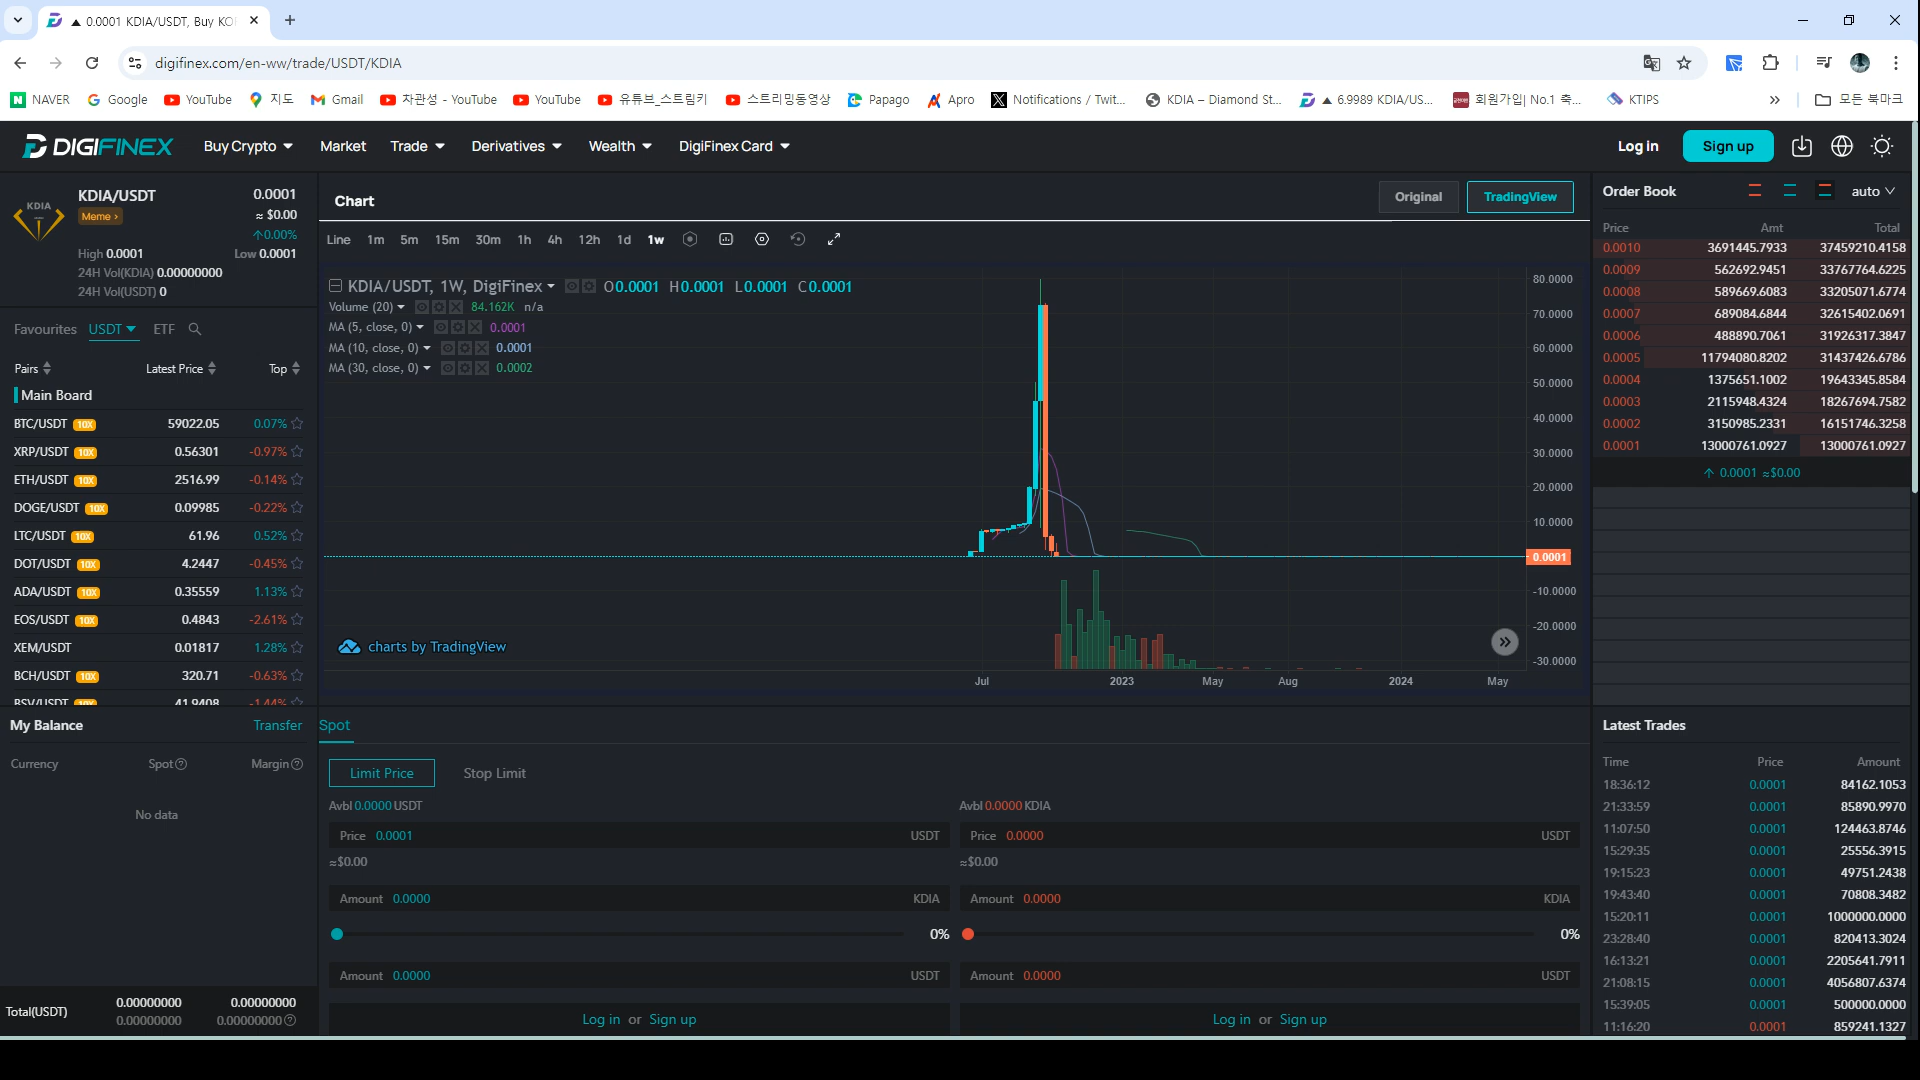 0.0001 KDIA/USDT, Buy KD
digifinex.com/en-ww/trade/USDT/KDIA
NAVER Google YouTube 지도 Gmail 차관성 - YouTube YouTube 유튜브_스트림키 스트리밍동영상 Papago Apro Notifications / Twit... KDIA – Diamond St... ▲ 6.9989 KDIA/US... 회원가입| No.1 축... KTIPS 모든 북마크
DIGIFINEX Buy Crypto Market Trade Derivatives Wealth DigiFinex Card Log in Sign up
KDIA
KDIA/USDT 0.0001
Meme > ≈ $0.00
↑0.00%
High 0.0001 Low 0.0001
24H Vol(KDIA) 0.00000000
24H Vol(USDT) 0
Favourites USDT ETF
Pairs Latest Price Top
Main Board
BTC/USDT 10X 59022.05 0.07%
XRP/USDT 10X 0.56301 -0.97%
ETH/USDT 10X 2516.99 -0.14%
DOGE/USDT 10X 0.09985 -0.22%
LTC/USDT 10X 61.96 0.52%
DOT/USDT 10X 4.2447 -0.45%
ADA/USDT 10X 0.35559 1.13%
EOS/USDT 10X 0.4843 -2.61%
XEM/USDT 0.01817 1.28%
BCH/USDT 10X 320.71 -0.63%
BSV/USDT 10X 41.9408 -1.44%
My Balance Transfer
Currency Spot Margin
No data
Total(USDT) 0.00000000 0.00000000
0.00000000 0.00000000
Chart Original TradingView
Line 1m 5m 15m 30m 1h 4h 12h 1d 1w
KDIA/USDT, 1W, DigiFinex O0.0001 H0.0001 L0.0001 C0.0001
Volume (20) 84.162K n/a
MA (5, close, 0) 0.0001
MA (10, close, 0) 0.0001
MA (30, close, 0) 0.0002
80.0000
70.0000
60.0000
50.0000
40.0000
30.0000
20.0000
10.0000
0.0001
-10.0000
-20.0000
-30.0000
charts by TradingView
Jul 2023 May Aug 2024 May
Spot
Limit Price Stop Limit
Avbl 0.0000 USDT Avbl 0.0000 KDIA
Price 0.0001 USDT Price 0.0000 USDT
≈$0.00 ≈$0.00
Amount 0.0000 KDIA Amount 0.0000 KDIA
0% 0%
Amount 0.0000 USDT Amount 0.0000 USDT
Log in or Sign up Log in or Sign up
Order Book auto
Price Amt Total
0.0010 3691445.7933 37459210.4158
0.0009 562692.9451 33767764.6225
0.0008 589669.6083 33205071.6774
0.0007 689084.6844 32615402.0691
0.0006 488890.7061 31926317.3847
0.0005 11794080.8202 31437426.6786
0.0004 1375651.1002 19643345.8584
0.0003 2115948.4324 18267694.7582
0.0002 3150985.2331 16151746.3258
0.0001 13000761.0927 13000761.0927
↑ 0.0001 ≈$0.00
Latest Trades
Time Price Amount
18:36:12 0.0001 84162.1053
21:33:59 0.0001 85890.9970
11:07:50 0.0001 124463.8746
15:29:35 0.0001 25556.3915
19:15:23 0.0001 49751.2438
19:43:40 0.0001 70808.3482
15:20:11 0.0001 1000000.0000
23:28:40 0.0001 820413.3024
16:13:21 0.0001 2205641.7911
21:08:15 0.0001 4056807.6374
15:39:05 0.0001 500000.0000
11:16:20 0.0001 859241.1327